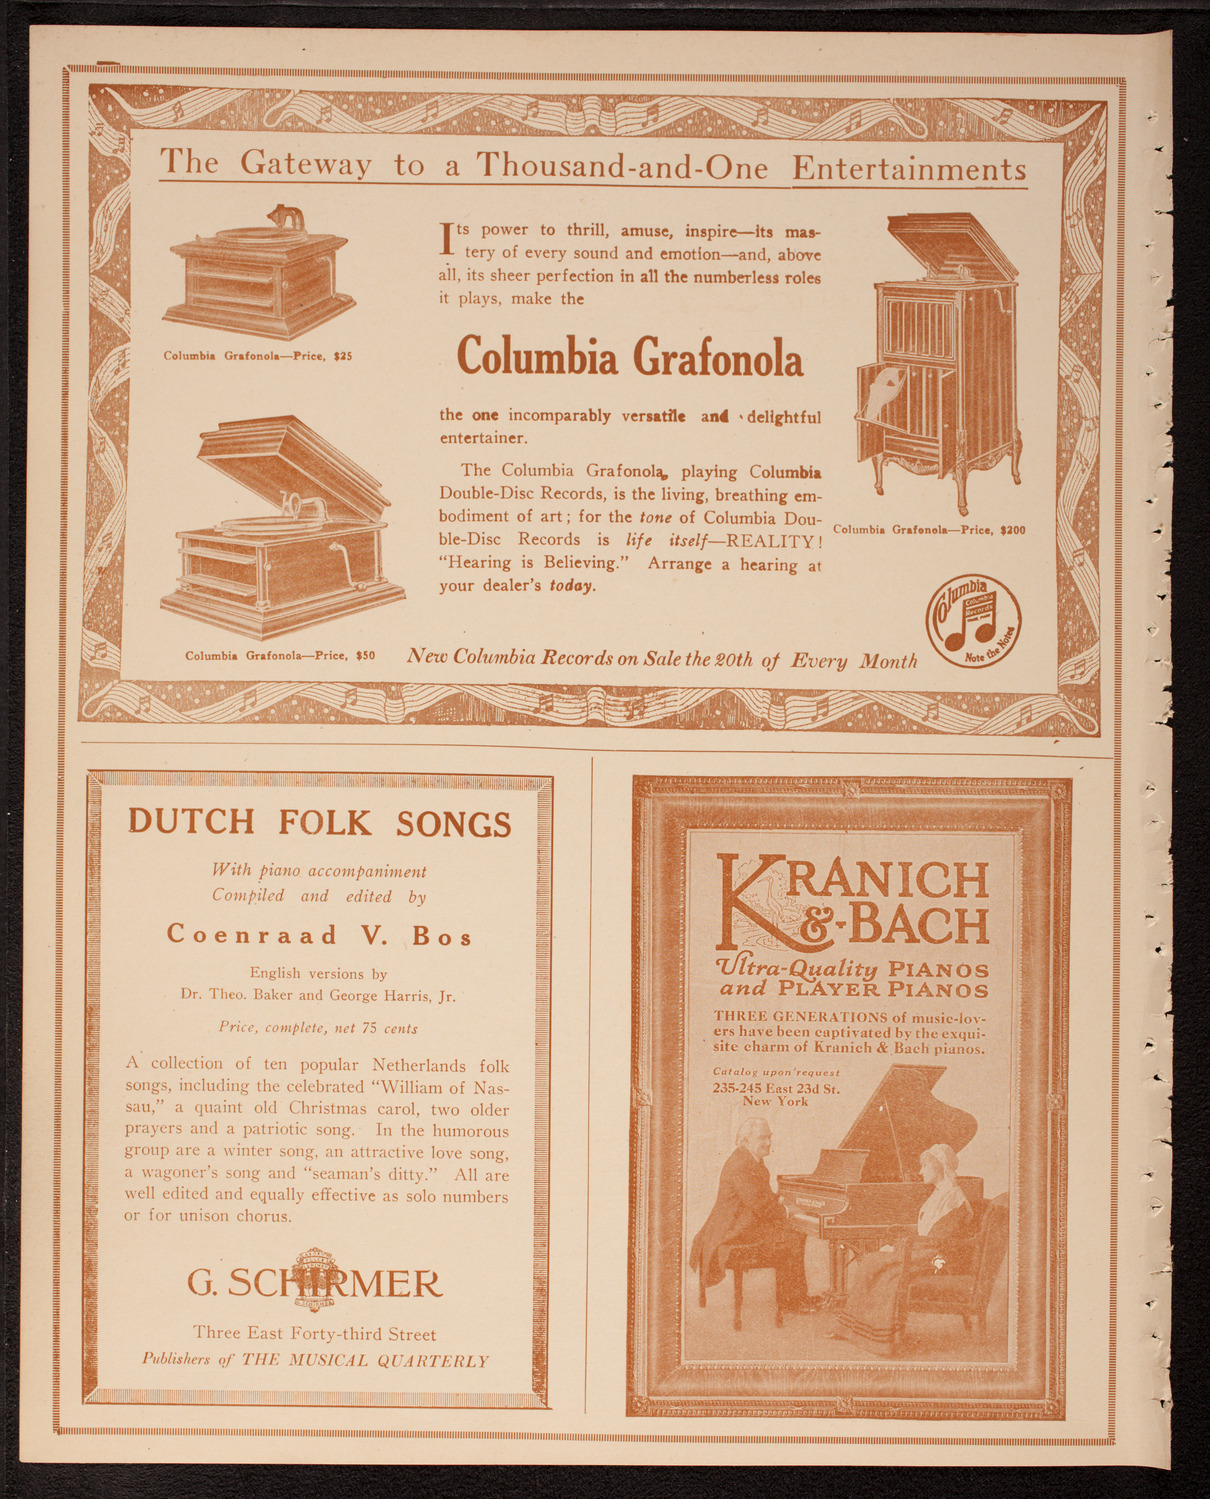 The Gateway to a Thousand-and-One Entertainments
Columbia Grafonola—Price, $25
Columbia Grafonola—Price, $50
Its power to thrill, amuse, inspire—its mas-
tery of every sound and emotion—and, above
all, its sheer perfection in all the numberless roles
it plays, make the
Columbia Grafonola
the one incomparably versatile and delightful
entertainer.
The Columbia Grafonola, playing Columbia
Double-Disc Records, is the living, breathing em-
bodiment of art; for the tone of Columbia Dou-
ble-Disc Records is life itself—REALITY!
"Hearing is Believing." Arrange a hearing at
your dealer's today.
Columbia Grafonola—Price, $200
Columbia
Columbia
Records
Note the Notes
New Columbia Records on Sale the 20th of Every Month
DUTCH FOLK SONGS
With piano accompaniment
Compiled and edited by
Coenraad V. Bos
English versions by
Dr. Theo. Baker and George Harris, Jr.
Price, complete, net 75 cents
A collection of ten popular Netherlands folk
songs, including the celebrated "William of Nas-
sau," a quaint old Christmas carol, two older
prayers and a patriotic song. In the humorous
group are a winter song, an attractive love song,
a wagoner's song and "seaman's ditty." All are
well edited and equally effective as solo numbers
or for unison chorus.
G. SCHIRMER
Three East Forty-third Street
Publishers of THE MUSICAL QUARTERLY
KRANICH
&-BACH
Ultra-Quality PIANOS
and PLAYER PIANOS
THREE GENERATIONS of music-lov-
ers have been captivated by the exqui-
site charm of Kranich & Bach pianos.
Catalog upon request
235-245 East 23d St.
New York